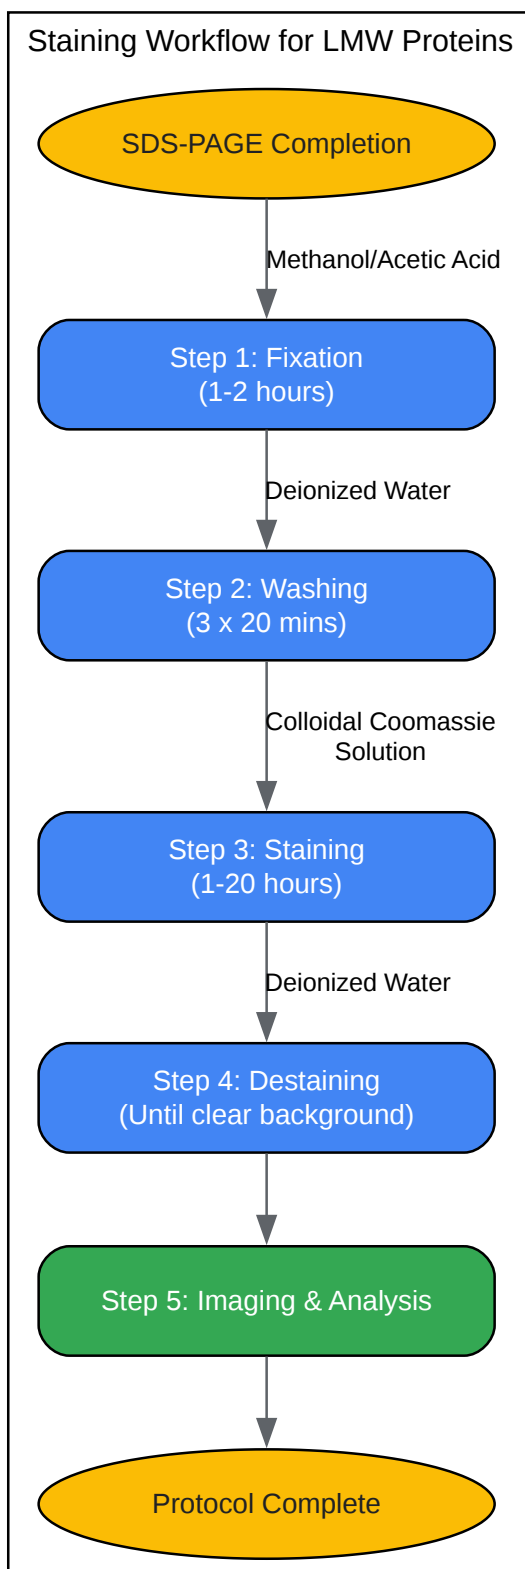 Staining Workflow for LMW Proteins
SDS-PAGE Completion
Methanol/Acetic Acid
Step 1: Fixation
(1-2 hours)
Deionized Water
Step 2: Washing
(3 x 20 mins)
Colloidal Coomassie
Solution
Step 3: Staining
(1-20 hours)
Deionized Water
Step 4: Destaining
(Until clear background)
Step 5: Imaging & Analysis
Protocol Complete